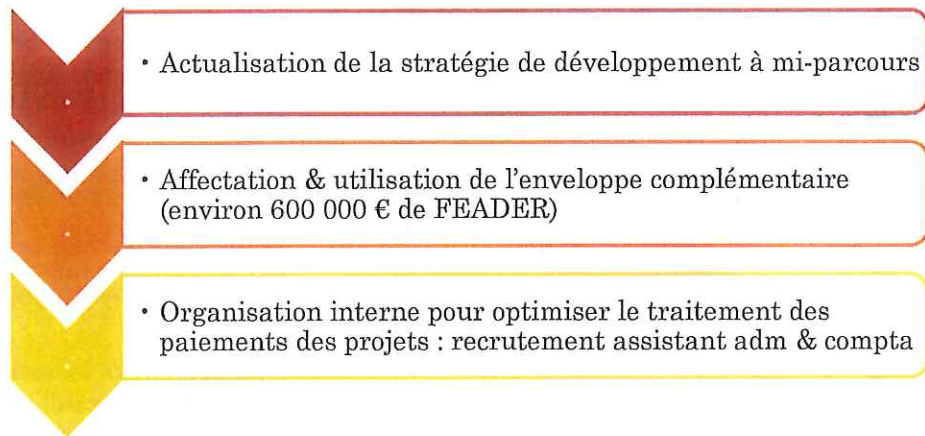 • Actualisation de la stratégie de développement à mi-parcours
• Affectation & utilisation de l'enveloppe complémentaire
(environ 600 000 € de FEADER)
• Organisation interne pour optimiser le traitement des
paiements des projets : recrutement assistant adm & compta